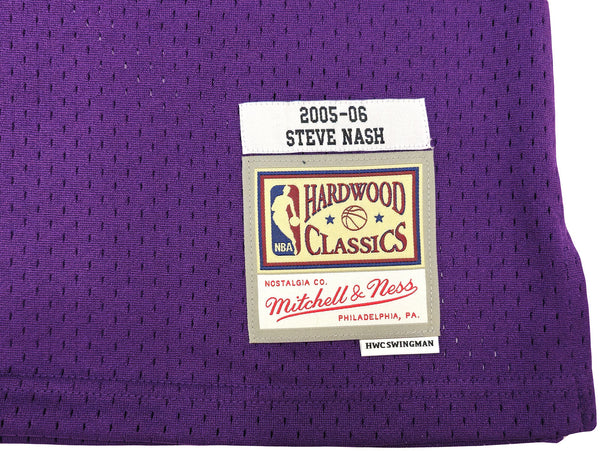 2005-06
STEVE NASH
HARDWOOD
NBA
CLASSICS
NOSTALGIA CO.
Mitchell & Ness
PHILADELPHIA, PA.
HWC SWINGMAN